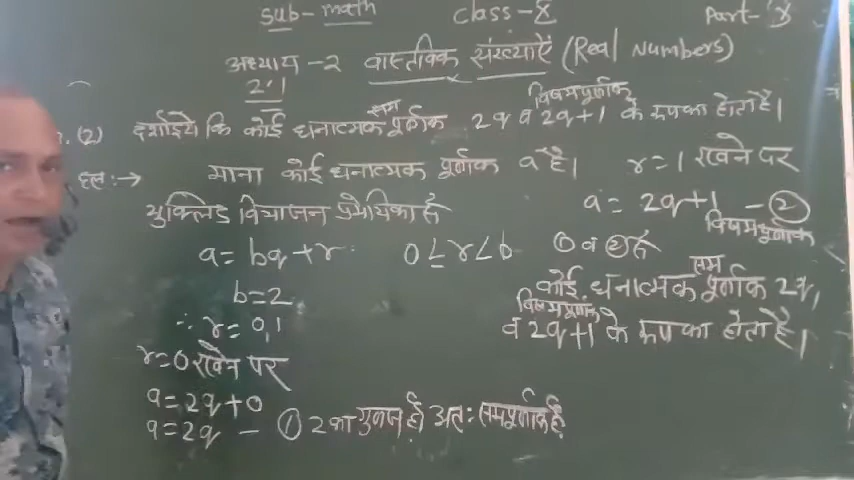 Sub- math class - X Part- 3
अध्याय -2 वास्तविक संख्याएँ (Real Numbers)
2.1
(2) दर्शाइये कि कोई धनात्मक सम पूर्णांक 2q व विषम पूर्णांक 2q+1 के रूप का होता है।
हल:→ माना कोई धनात्मक पूर्णांक a है।
युक्लिड विभाजन प्रमेयिका से
a = bq + r 0 ≤ r < b
b = 2
∴ r = 0, 1
r = 0 रखने पर
a = 2q + 0
a = 2q — ① 2 का गुणज है अतः सम पूर्णांक है
r = 1 रखने पर
a = 2q + 1 — ②
विषम पूर्णांक
① व ② से
कोई धनात्मक सम पूर्णांक 2q,
व विषम पूर्णांक 2q+1 के रूप का होता है।